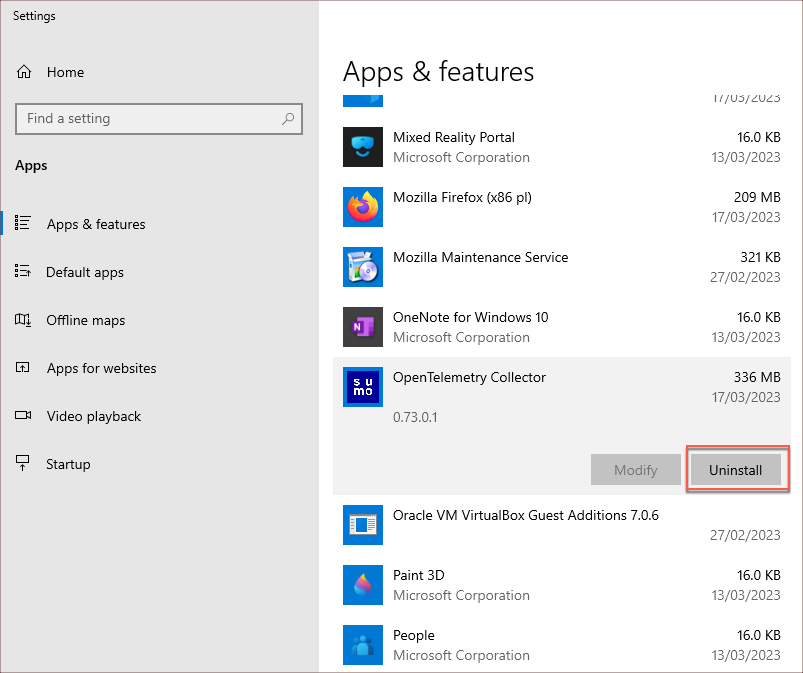 Settings
Home
Find a setting
Apps
Apps & features
Default apps
Offline maps
Apps for websites
Video playback
Startup
Apps & features
17/03/2023
Mixed Reality Portal 16.0 KB
Microsoft Corporation 13/03/2023
Mozilla Firefox (x86 pl) 209 MB
17/03/2023
Mozilla Maintenance Service 321 KB
27/02/2023
OneNote for Windows 10 16.0 KB
Microsoft Corporation 13/03/2023
su
mo
OpenTelemetry Collector 336 MB
17/03/2023
0.73.0.1
Modify Uninstall
Oracle VM VirtualBox Guest Additions 7.0.6
27/02/2023
Paint 3D 16.0 KB
Microsoft Corporation 13/03/2023
People 16.0 KB
Microsoft Corporation 13/03/2023